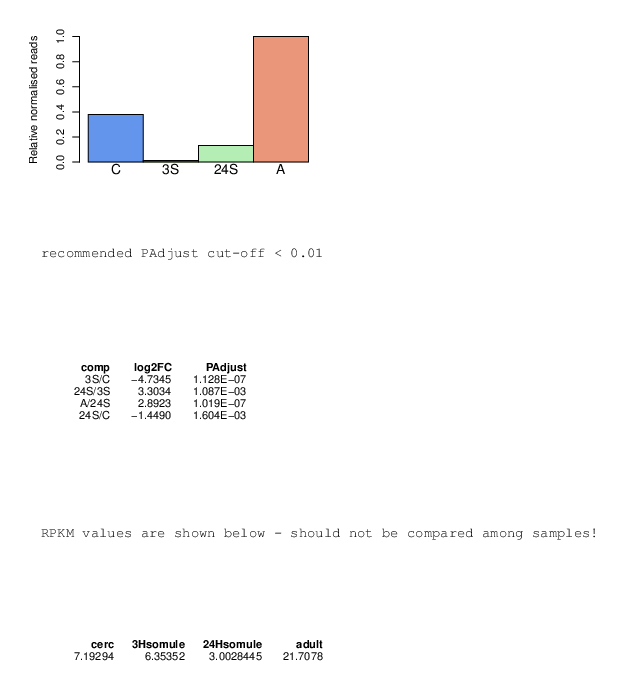 Relative normalised reads
1.0
0.8
0.6
0.4
0.2
0.0
C 3S 24S A
recommended PAdjust cut-off < 0.01
comp log2FC PAdjust
3S/C −4.7345 1.128E−07
24S/3S 3.3034 1.087E−03
A/24S 2.8923 1.019E−07
24S/C −1.4490 1.604E−03
RPKM values are shown below - should not be compared among samples!
cerc 3Hsomule 24Hsomule adult
7.19294 6.35352 3.0028445 21.7078